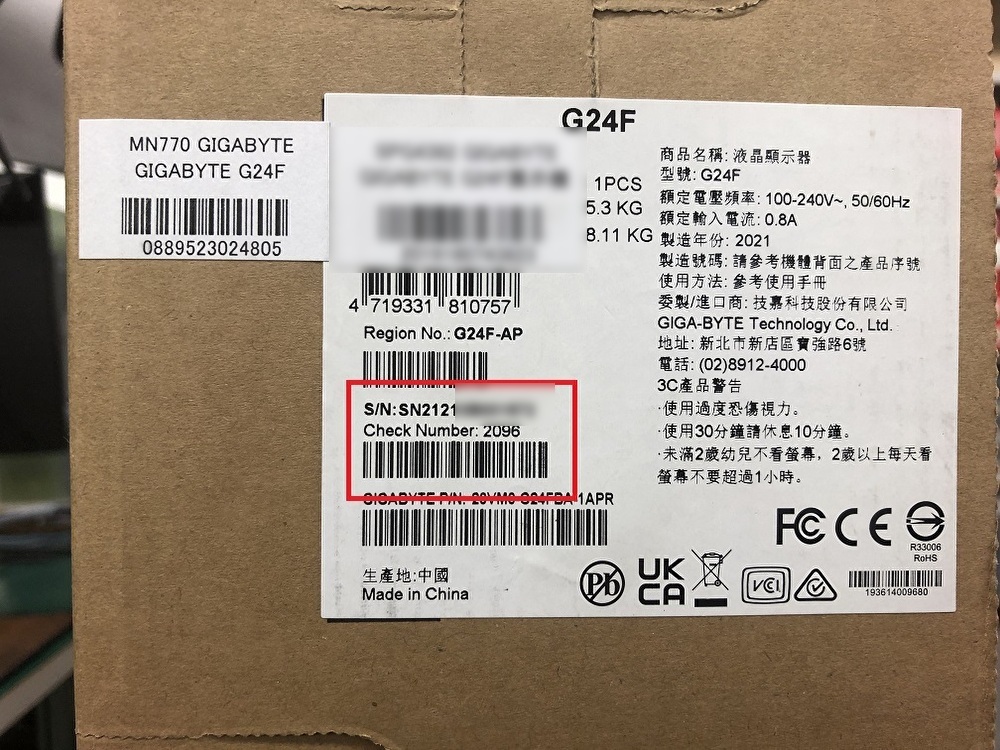 MN770 GIGABYTE
GIGABYTE G24F
0889523024805
G24F
1PCS
5.3 KG
8.11 KG
4 719331 810757
Region No.: G24F-AP
S/N: SN2121
Check Number: 2096
GIGABYTE P/N: 20VM0-G24FBA-1APR
生產地:中國
Made in China
商品名稱: 液晶顯示器
型號: G24F
額定電壓頻率: 100-240V~, 50/60Hz
額定輸入電流: 0.8A
製造年份: 2021
製造號碼: 請參考機體背面之產品序號
使用方法: 參考使用手冊
委製/進口商: 技嘉科技股份有限公司
GIGA-BYTE Technology Co., Ltd.
地址: 新北市新店區寶強路6號
電話: (02)8912-4000
3C產品警告
·使用過度恐傷視力。
·使用30分鐘請休息10分鐘。
·未滿2歲幼兒不看螢幕，2歲以上每天看
螢幕不要超過1小時。
FC CE
R33006
RoHS
Pb
UK
CA
VCCI
193614009680